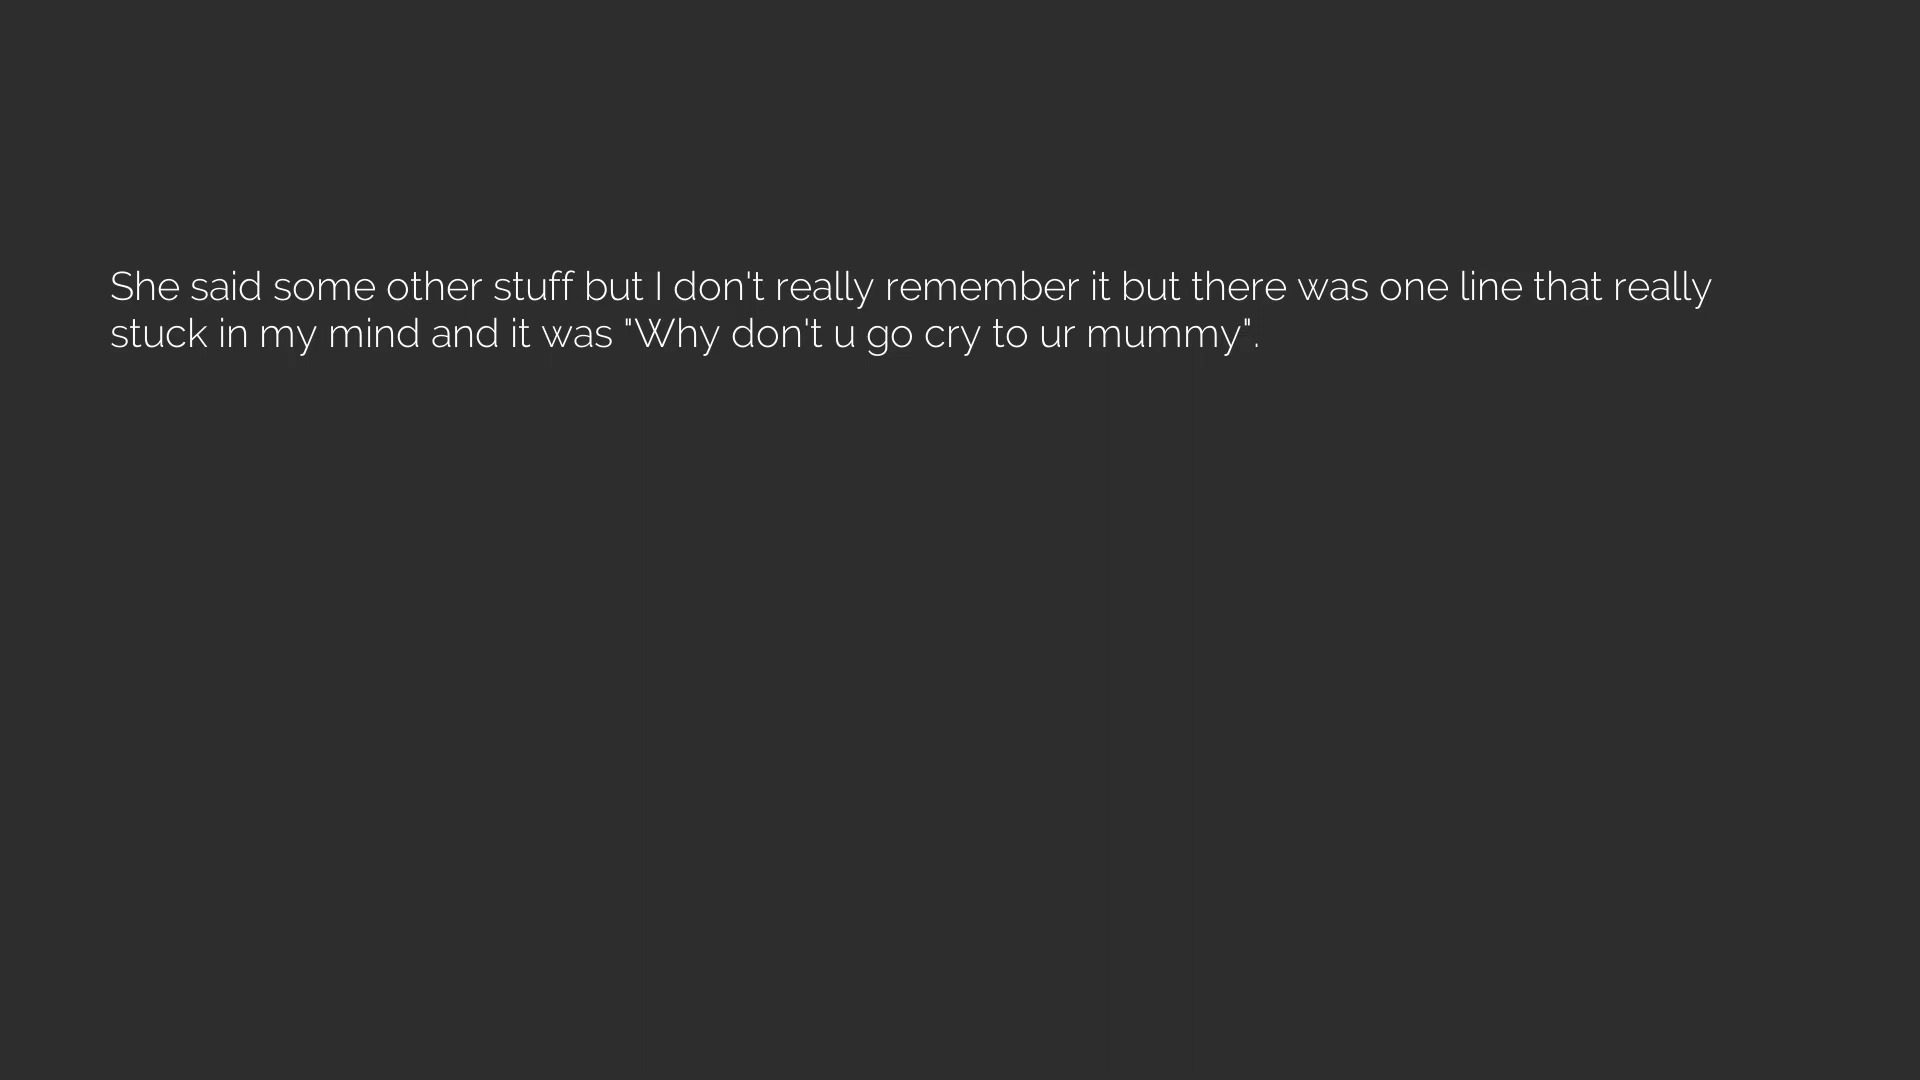 She said some other stuff but I don't really remember it but there was one line that really
stuck in my mind and it was "Why don't u go cry to ur mummy".